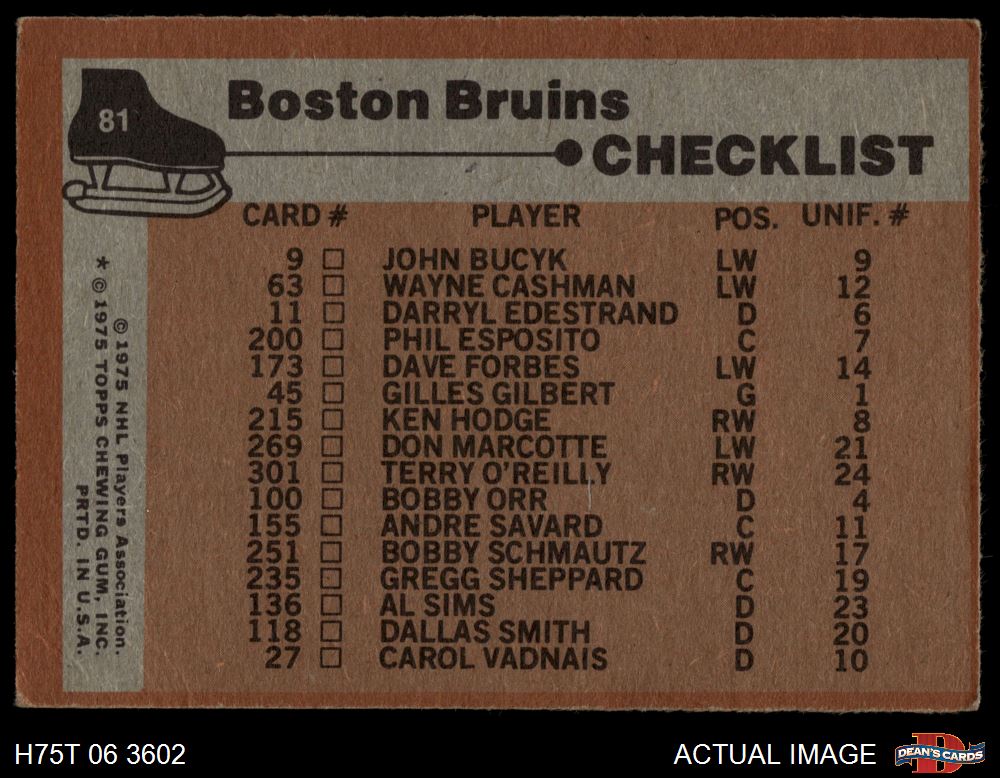 81
Boston Bruins
CHECKLIST
CARD # PLAYER POS. UNIF. #
9 JOHN BUCYK LW 9
63 WAYNE CASHMAN LW 12
11 DARRYL EDESTRAND D 6
200 PHIL ESPOSITO C 7
173 DAVE FORBES LW 14
45 GILLES GILBERT G 1
215 KEN HODGE RW 8
269 DON MARCOTTE LW 21
301 TERRY O'REILLY RW 24
100 BOBBY ORR D 4
155 ANDRE SAVARD C 11
251 BOBBY SCHMAUTZ RW 17
235 GREGG SHEPPARD C 19
136 AL SIMS D 23
118 DALLAS SMITH D 20
27 CAROL VADNAIS D 10
© 1975 NHL Players Association.
* © 1975 TOPPS CHEWING GUM, INC.
PRTD. IN U.S.A.
H75T 06 3602
ACTUAL IMAGE
DEAN'S CARDS